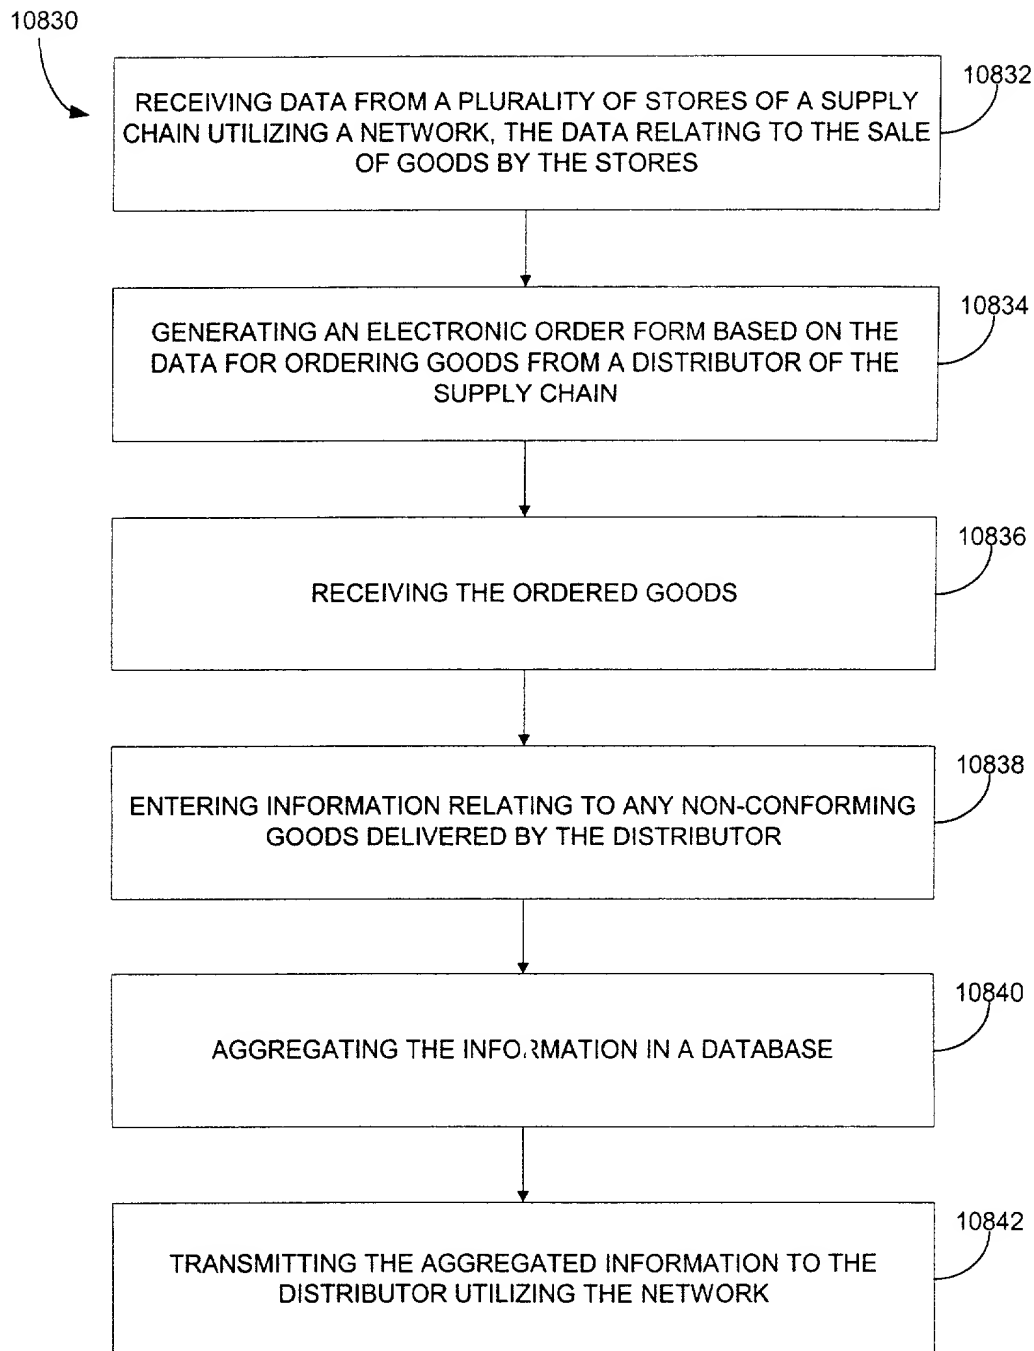 10830
10832
RECEIVING DATA FROM A PLURALITY OF STORES OF A SUPPLY
CHAIN UTILIZING A NETWORK, THE DATA RELATING TO THE SALE
OF GOODS BY THE STORES
10834
GENERATING AN ELECTRONIC ORDER FORM BASED ON THE
DATA FOR ORDERING GOODS FROM A DISTRIBUTOR OF THE
SUPPLY CHAIN
10836
RECEIVING THE ORDERED GOODS
10838
ENTERING INFORMATION RELATING TO ANY NON-CONFORMING
GOODS DELIVERED BY THE DISTRIBUTOR
10840
AGGREGATING THE INFORMATION IN A DATABASE
10842
TRANSMITTING THE AGGREGATED INFORMATION TO THE
DISTRIBUTOR UTILIZING THE NETWORK